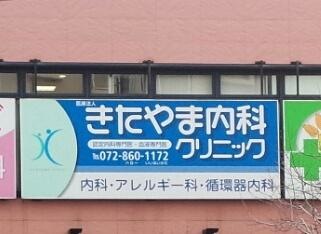 医療法人
きたやま内科
クリニック
認定内科専門医・血液専門医
TEL 072-860-1172
内科・アレルギー科・循環器内科
科